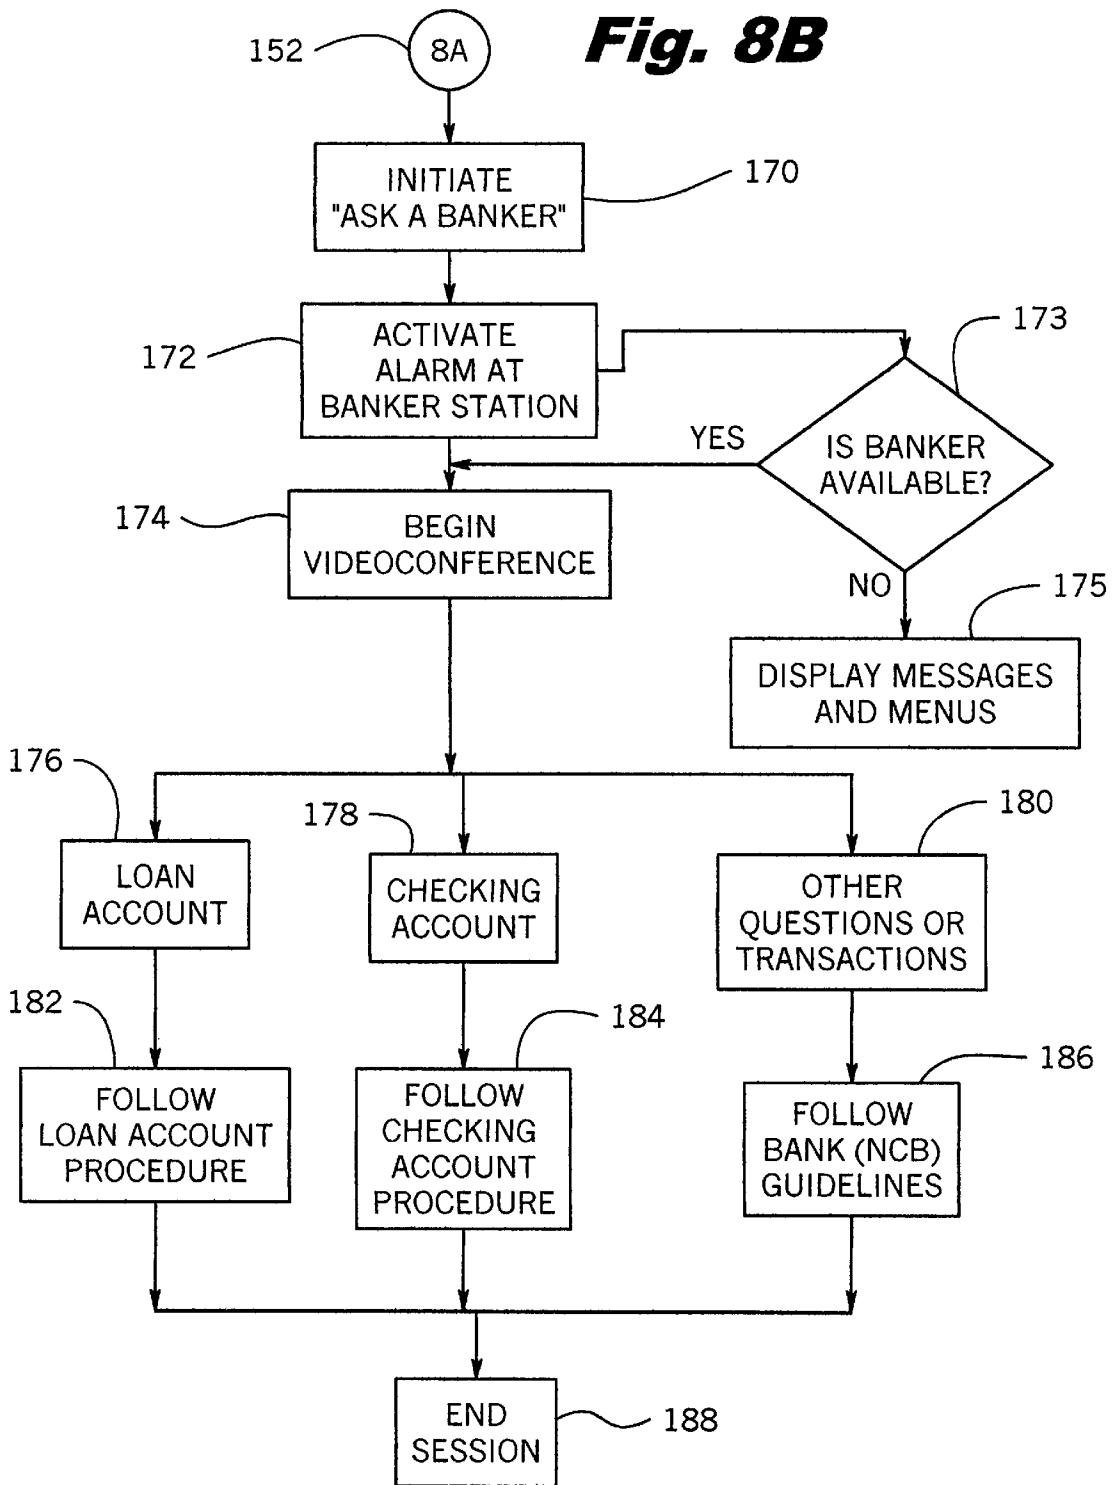 Fig. 8B
152
8A
INITIATE
"ASK A BANKER"
170
ACTIVATE
ALARM AT
BANKER STATION
172
173
IS BANKER
AVAILABLE?
YES
NO
174
BEGIN
VIDEOCONFERENCE
175
DISPLAY MESSAGES
AND MENUS
176
LOAN
ACCOUNT
178
CHECKING
ACCOUNT
180
OTHER
QUESTIONS OR
TRANSACTIONS
182
FOLLOW
LOAN ACCOUNT
PROCEDURE
184
FOLLOW
CHECKING
ACCOUNT
PROCEDURE
186
FOLLOW
BANK (NCB)
GUIDELINES
END
SESSION
188